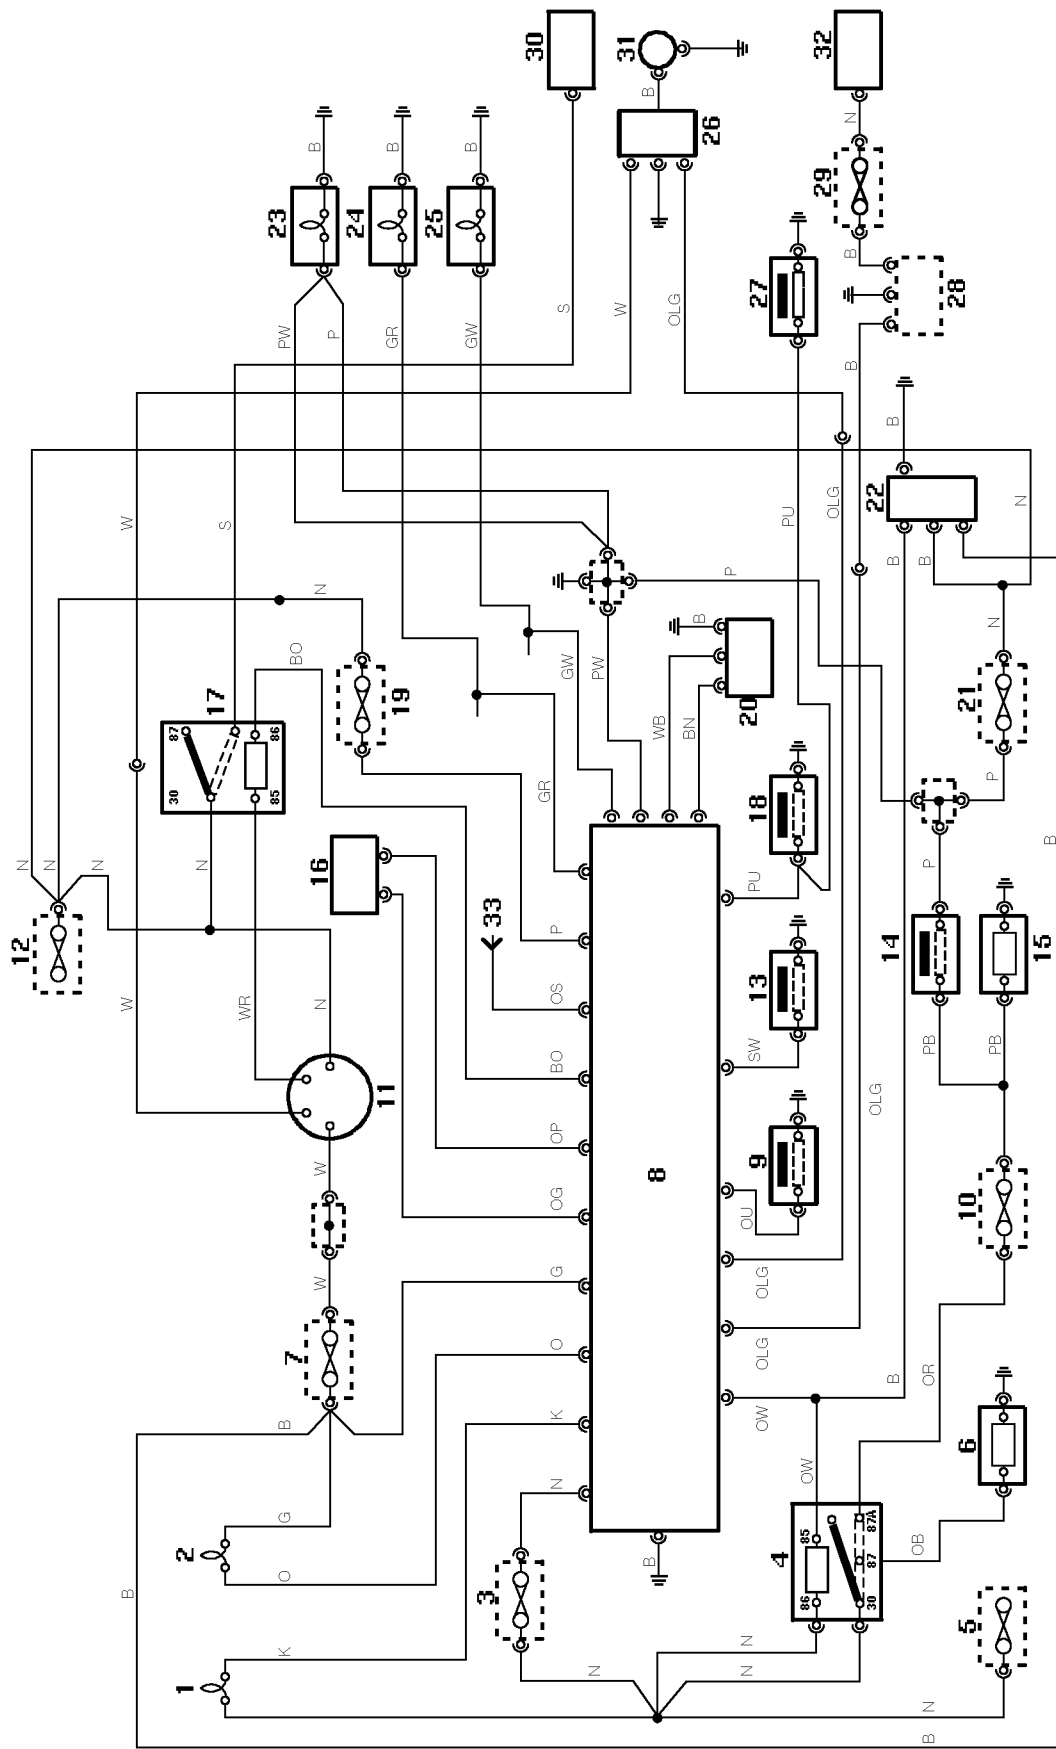 30
31
32
B
26
N
29
B
B
B
23
24
25
27
B
28
PW
P
GR
GW
S
W
OLG
B
B
22
W
S
PU
OLG
N
N
P
B
B
BO
17
87
86
30
85
19
GW
PW
B
WB
BN
20
N
21
P
GR
18
PU
B
N
N
N
N
16
P
12
33
P
OS
13
14
15
W
WR
N
BO
SW
PB
PB
11
OP
OLG
W
OG
8
9
OU
10
W
G
OLG
7
O
OLG
OR
B
K
B
OW
G
N
OW
6
2
O
3
B
4
85
86
87A
87
30
OB
B
1
K
N
N
N
5
N
B